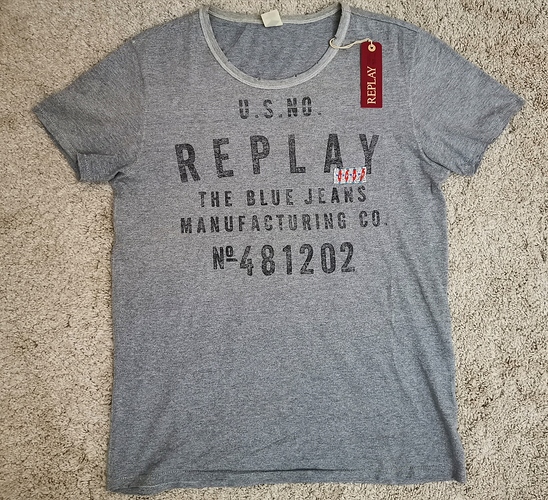 REPLAY
U.S.NO.
REPLAY
THE BLUE JEANS
MANUFACTURING CO.
Nº481202